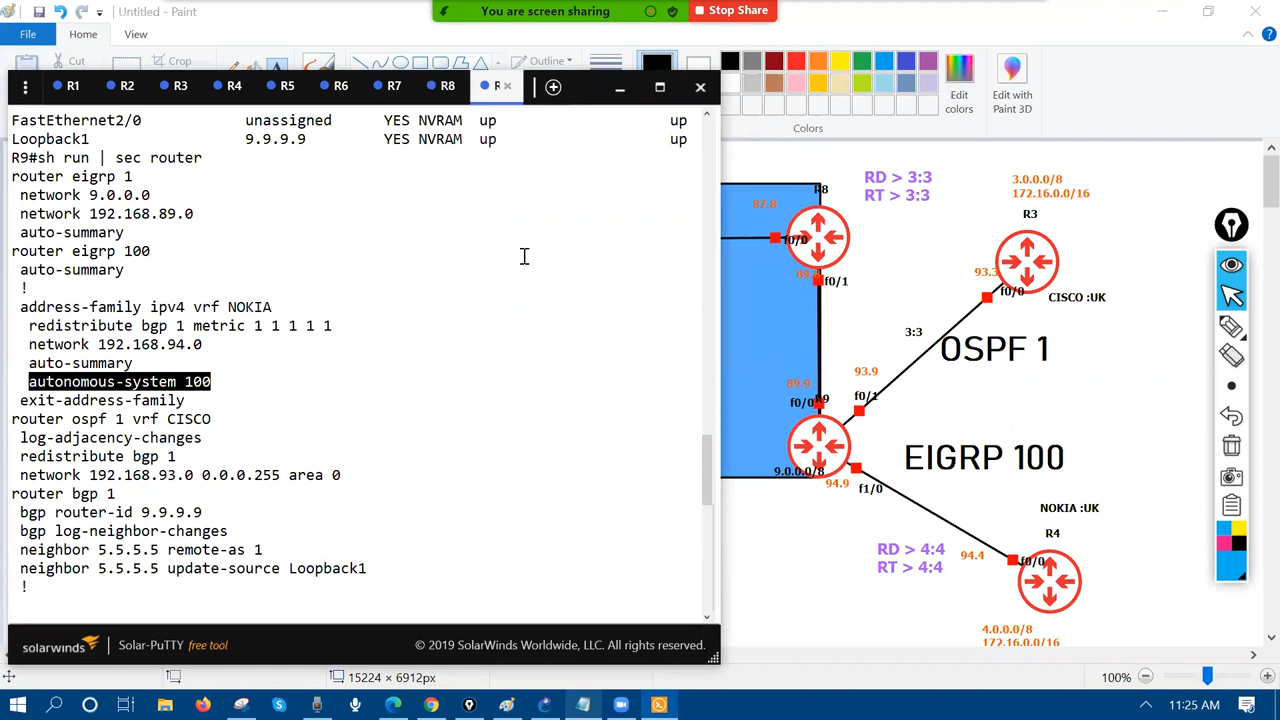 Untitled - Paint
You are screen sharing
Stop Share
File
Home
View
Cut
Crop
Outline
Edit colors
Edit with Paint 3D
Colors
R1
R2
R3
R4
R5
R6
R7
R8
FastEthernet2/0 unassigned YES NVRAM up up
Loopback1 9.9.9.9 YES NVRAM up up
R9#sh run | sec router
router eigrp 1
network 9.0.0.0
network 192.168.89.0
auto-summary
router eigrp 100
auto-summary
!
address-family ipv4 vrf NOKIA
redistribute bgp 1 metric 1 1 1 1 1
network 192.168.94.0
auto-summary
autonomous-system 100
exit-address-family
router ospf 1 vrf CISCO
log-adjacency-changes
redistribute bgp 1
network 192.168.93.0 0.0.0.255 area 0
router bgp 1
bgp router-id 9.9.9.9
bgp log-neighbor-changes
neighbor 5.5.5.5 remote-as 1
neighbor 5.5.5.5 update-source Loopback1
!
solarwinds
Solar-PuTTY free tool
© 2019 SolarWinds Worldwide, LLC. All rights reserved.
RD > 3:3
RT > 3:3
R8
87.8
f0/0
f0/1
3.0.0.0/8
172.16.0.0/16
R3
f0/0
CISCO :UK
3:3
OSPF 1
93.9
f0/1
89.9
f0/0
R9
9.0.0.0/8
94.9
f1/0
EIGRP 100
NOKIA :UK
R4
RD > 4:4
RT > 4:4
94.4
f0/0
4.0.0.0/8
172.16.0.0/16
15224 × 6912px
100%
11:25 AM